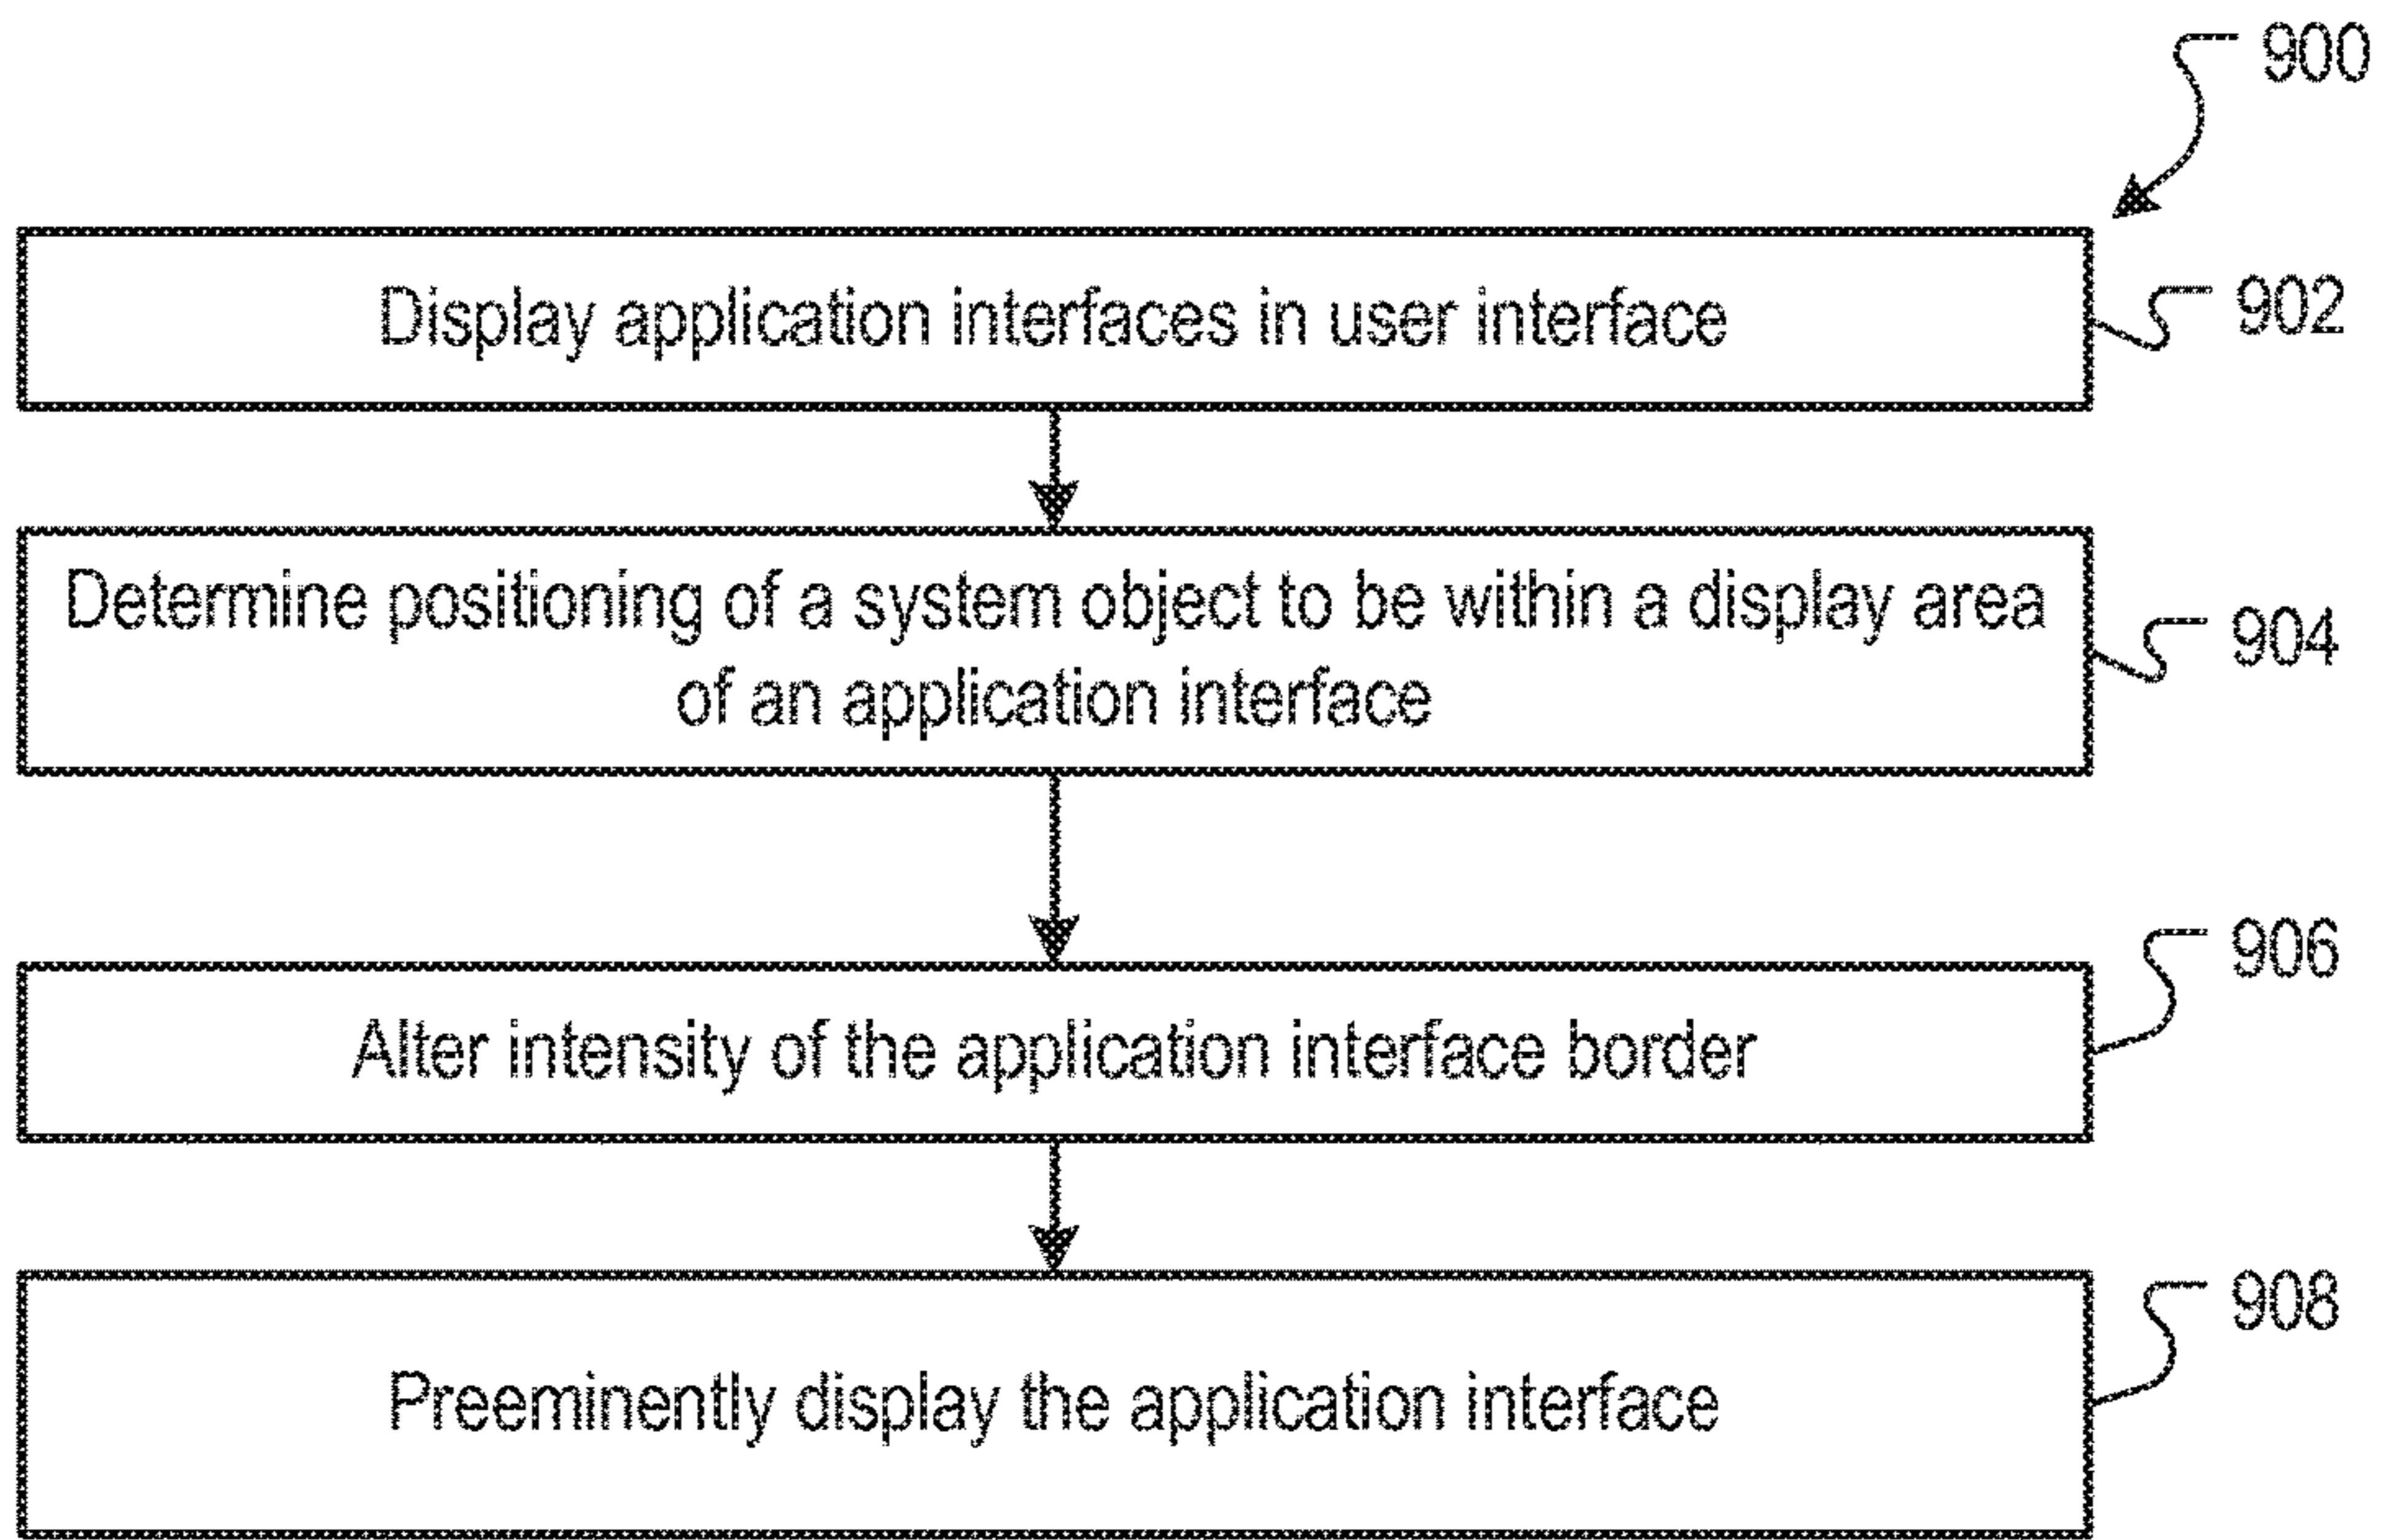 900
Display application interfaces in user interface
902
Determine positioning of a system object to be within a display area
of an application interface
904
906
Alter intensity of the application interface border
908
Preeminently display the application interface